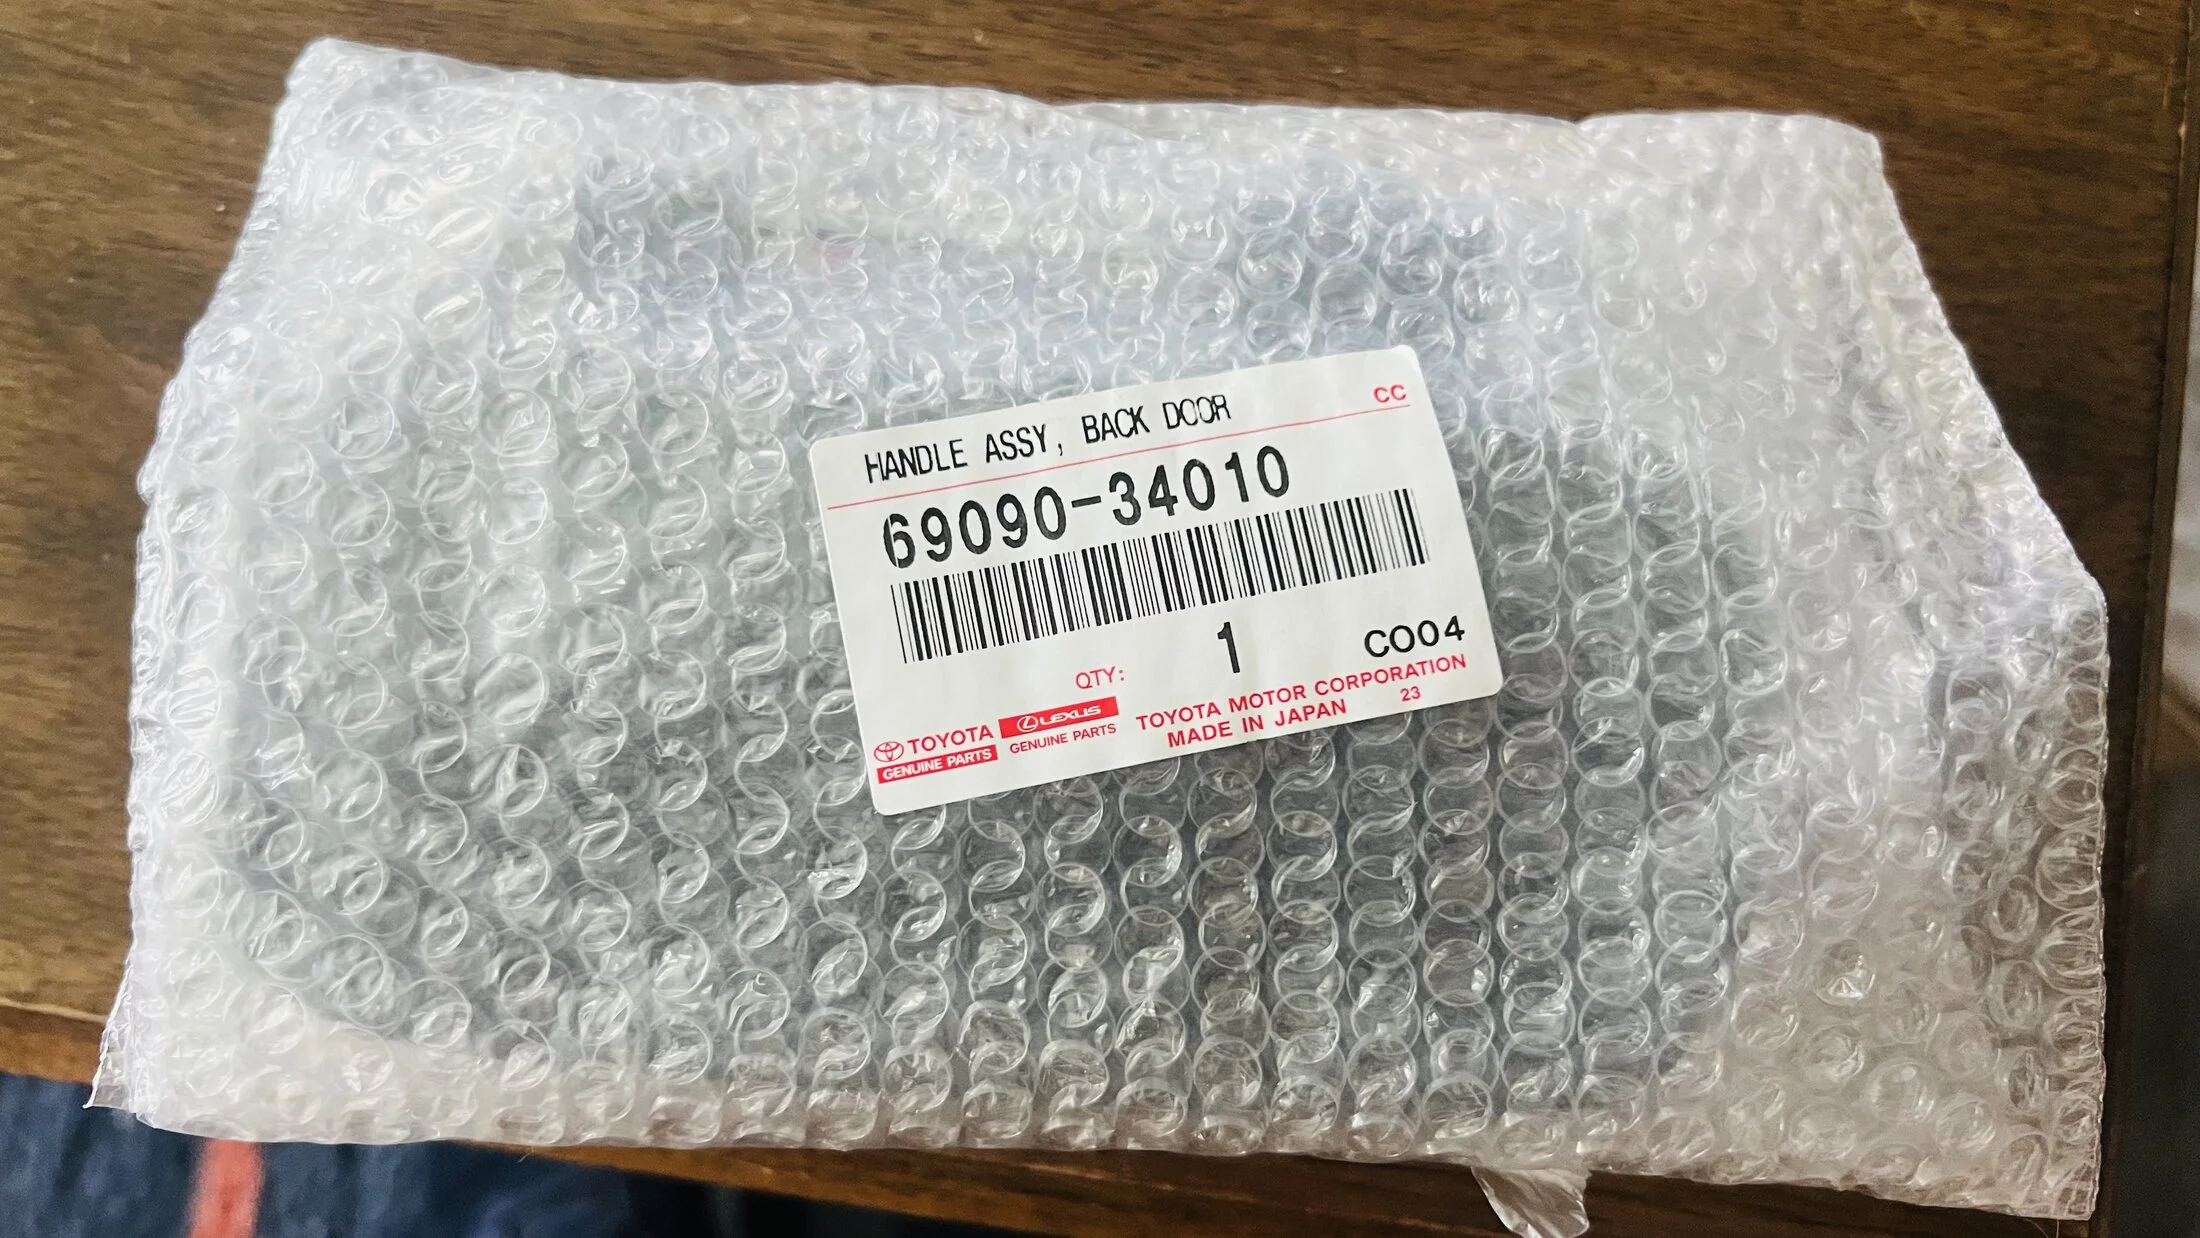 HANDLE ASSY, BACK DOOR
CC
69090-34010
QTY: 1 C004
TOYOTA
GENUINE PARTS
LEXUS
GENUINE PARTS
TOYOTA MOTOR CORPORATION
MADE IN JAPAN 23